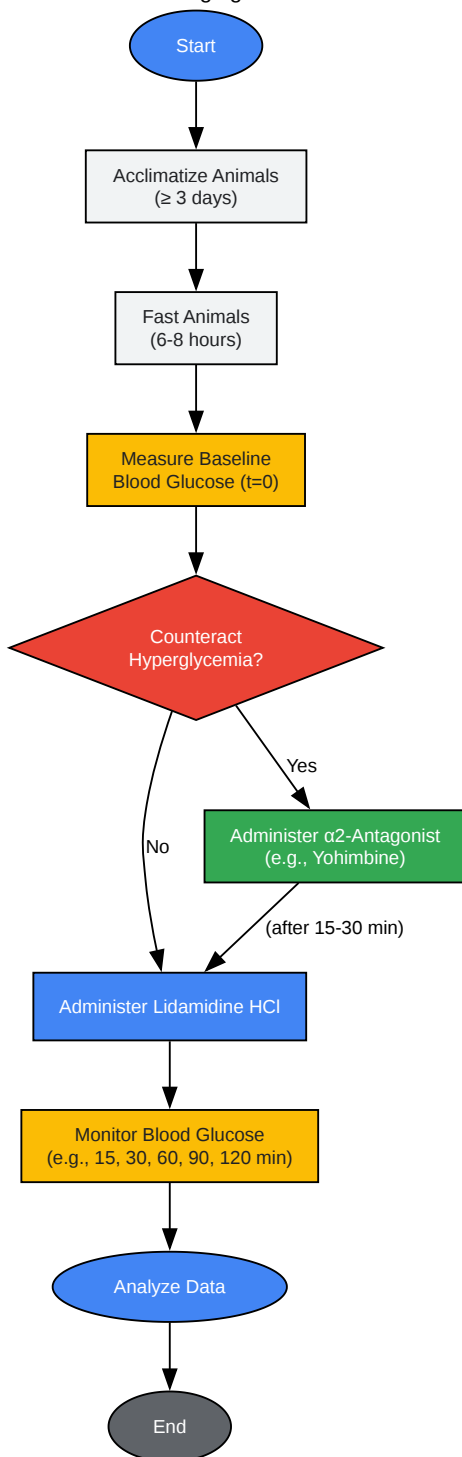 Start
Acclimatize Animals
(≥ 3 days)
Fast Animals
(6-8 hours)
Measure Baseline
Blood Glucose (t=0)
Counteract
Hyperglycemia?
Yes
Administer α2-Antagonist
(e.g., Yohimbine)
No
(after 15-30 min)
Administer Lidamidine HCl
Monitor Blood Glucose
(e.g., 15, 30, 60, 90, 120 min)
Analyze Data
End